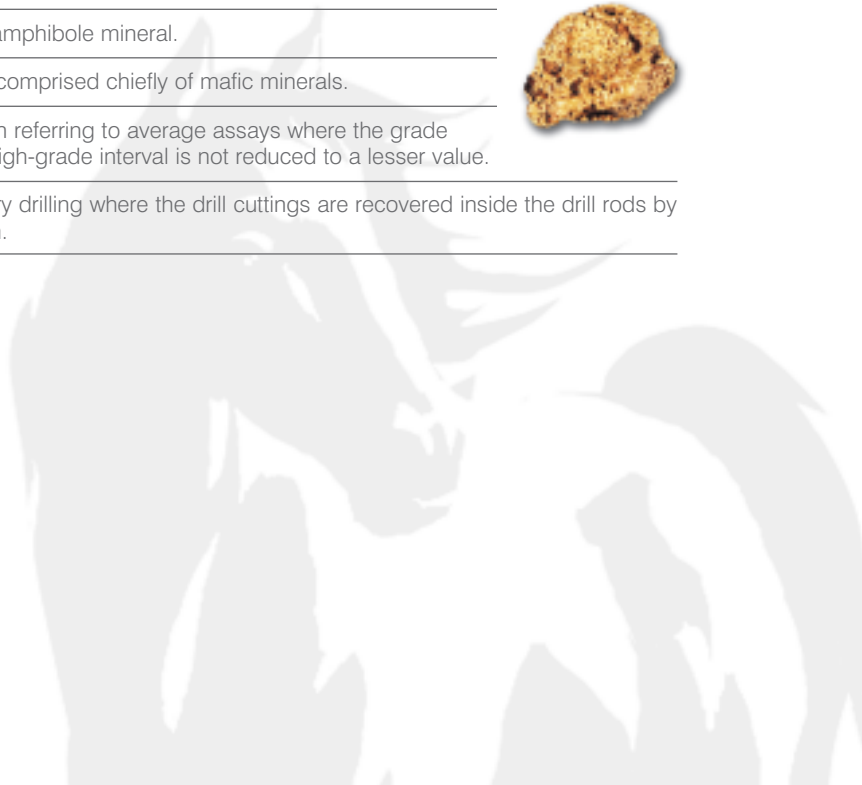 amphibole mineral.
comprised chiefly of mafic minerals.
referring to average assays where the grade
high-grade interval is not reduced to a lesser value.
drilling where the drill cuttings are recovered inside the drill rods by